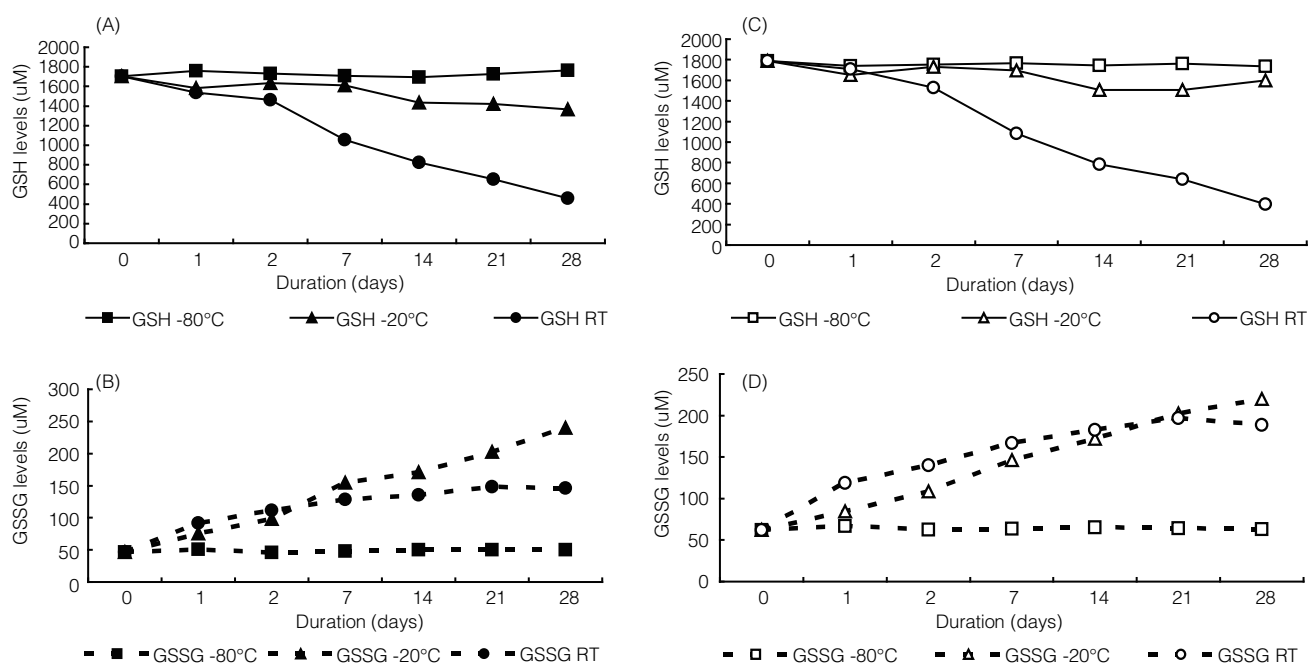 (A)
GSH levels (uM)
2000
1800
1600
1400
1200
1800
1800
600
400
200
0
0 1 2 7 14 21 28
Duration (days)
GSH -80°C GSH -20°C GSH RT
(C)
GSH levels (uM)
2000
1800
1600
1400
1200
1800
1800
600
400
200
0
0 1 2 7 14 21 28
Duration (days)
GSH -80°C GSH -20°C GSH RT
(B)
GSSG levels (uM)
300
250
200
150
100
50
0
0 1 2 7 14 21 28
Duration (days)
GSSG -80°C GSSG -20°C GSSG RT
(D)
GSSG levels (uM)
250
200
150
100
50
0
0 1 2 7 14 21 28
Duration (days)
GSSG -80°C GSSG -20°C GSSG RT